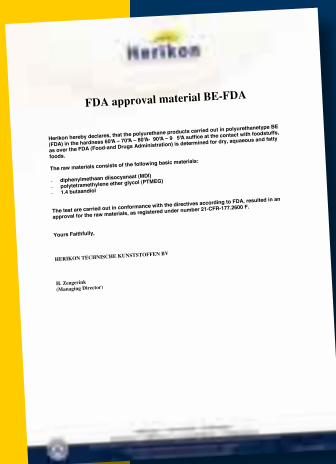 Herikon
FDA approval material BE-FDA
Herikon hereby declares, that the polyurethane products carried out in polyurethanetype BE
(FDA) in the hardness 60'A – 70'A – 80'A- 90'A – 9 5'A suffice at the contact with foodstuffs,
as over the FDA (Food-and Drugs Administration) is determined for dry, aqueous and fatty
foods.
The raw materials consists of the following basic materials:
- diphenylmethaan diisocyanaat (MDI)
- polytetramethylene ether glycol (PTMEG)
- 1.4 butaandiol
The test are carried out in conformance with the directives according to FDA, resulted in an
approval for the raw materials, as registered under number 21-CFR-177.2600 F.
Yours Faithfully,
HERIKON TECHNISCHE KUNSTSTOFFEN BV
H. Zengerink
(Managing Director)